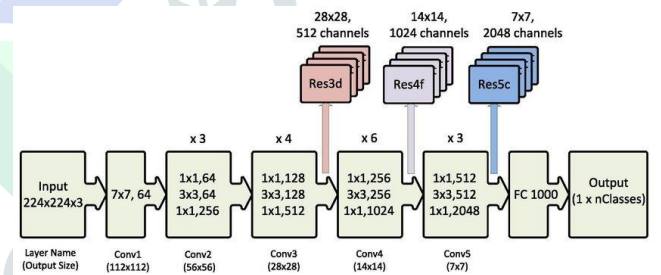 28x28,
512 channels
14x14,
1024 channels
7x7,
2048 channels
Res3d
Res4f
Res5c
x 3
x 4
x 6
x 3
Input
224x224x3
7x7, 64
1x1,64
3x3,64
1x1,256
1x1,128
3x3,128
1x1,512
1x1,256
3x3,256
1x1,1024
1x1,512
3x3,512
1x1,2048
FC 1000
Output
(1 x nClasses)
Layer Name
(Output Size)
Conv1
(112x112)
Conv2
(56x56)
Conv3
(28x28)
Conv4
(14x14)
Conv5
(7x7)